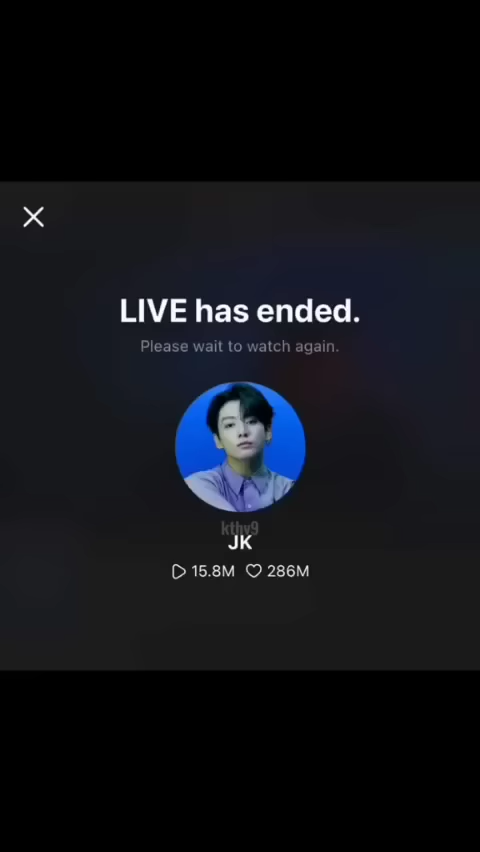 LIVE has ended.
Please wait to watch again.
kthv9
JK
15.8M 286M